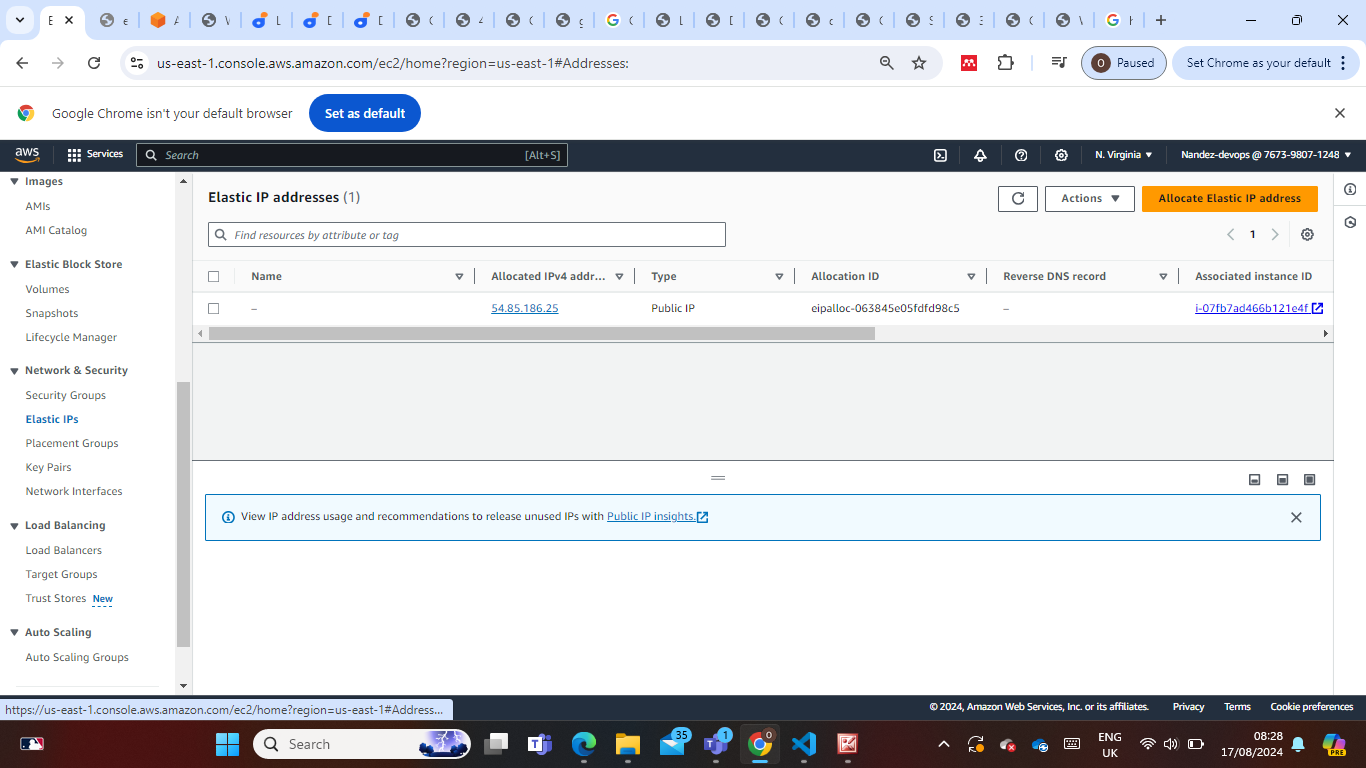 us-east-1.console.aws.amazon.com/ec2/home?region=us-east-1#Addresses:
O Paused
Set Chrome as your default
Google Chrome isn't your default browser
Set as default
aws
Services
Search [Alt+S]
N. Virginia
Nandez-devops @ 7673-9807-1248
Images
AMIs
AMI Catalog
Elastic Block Store
Volumes
Snapshots
Lifecycle Manager
Network & Security
Security Groups
Elastic IPs
Placement Groups
Key Pairs
Network Interfaces
Load Balancing
Load Balancers
Target Groups
Trust Stores New
Auto Scaling
Auto Scaling Groups
Elastic IP addresses (1)
Actions
Allocate Elastic IP address
Find resources by attribute or tag
1
Name Allocated IPv4 addr... Type Allocation ID Reverse DNS record Associated instance ID
– 54.85.186.25 Public IP eipalloc-063845e05fdfd98c5 – i-07fb7ad466b121e4f
View IP address usage and recommendations to release unused IPs with Public IP insights.
https://us-east-1.console.aws.amazon.com/ec2/home?region=us-east-1#Address...
© 2024, Amazon Web Services, Inc. or its affiliates. Privacy Terms Cookie preferences
Search
35
1
0
ENG
UK
08:28
17/08/2024
PRE